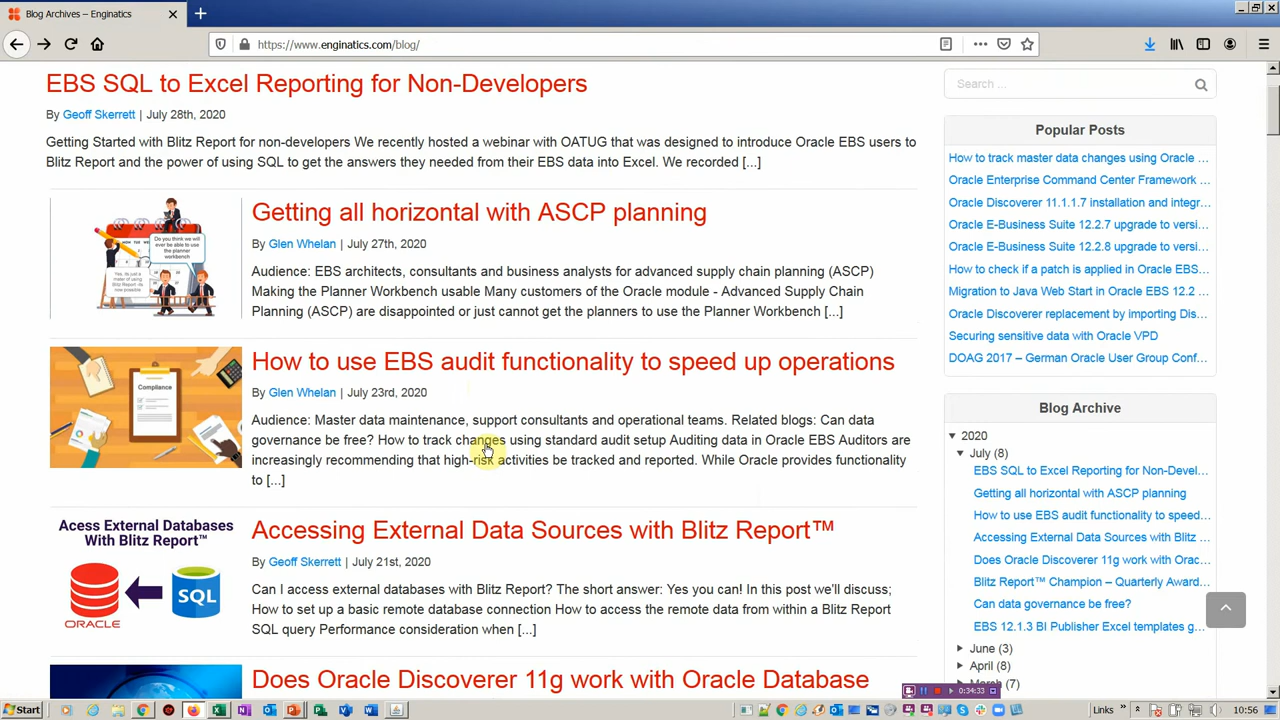 Blog Archives – Enginatics
https://www.enginatics.com/blog/
EBS SQL to Excel Reporting for Non-Developers
By Geoff Skerrett | July 28th, 2020
Getting Started with Blitz Report for non-developers We recently hosted a webinar with OATUG that was designed to introduce Oracle EBS users to
Blitz Report and the power of using SQL to get the answers they needed from their EBS data into Excel. We recorded [...]
Do you think we will ever be able to use the planner workbench
Getting all horizontal with ASCP planning
By Glen Whelan | July 27th, 2020
Audience: EBS architects, consultants and business analysts for advanced supply chain planning (ASCP)
Making the Planner Workbench usable Many customers of the Oracle module - Advanced Supply Chain
Planning (ASCP) are disappointed or just cannot get the planners to use the Planner Workbench [...]
Compliance
How to use EBS audit functionality to speed up operations
By Glen Whelan | July 23rd, 2020
Audience: Master data maintenance, support consultants and operational teams. Related blogs: Can data
governance be free? How to track changes using standard audit setup Auditing data in Oracle EBS Auditors are
increasingly recommending that high-risk activities be tracked and reported. While Oracle provides functionality
to [...]
Acess External Databases
With Blitz Report™
ORACLE
SQL
Accessing External Data Sources with Blitz Report™
By Geoff Skerrett | July 21st, 2020
Can I access external databases with Blitz Report? The short answer: Yes you can! In this post we'll discuss;
How to set up a basic remote database connection How to access the remote data from within a Blitz Report
SQL query Performance consideration when [...]
Does Oracle Discoverer 11g work with Oracle Database
Search ...
Popular Posts
How to track master data changes using Oracle ...
Oracle Enterprise Command Center Framework ...
Oracle Discoverer 11.1.1.7 installation and integr...
Oracle E-Business Suite 12.2.7 upgrade to versi...
Oracle E-Business Suite 12.2.8 upgrade to versi...
How to check if a patch is applied in Oracle EBS...
Migration to Java Web Start in Oracle EBS 12.2 ...
Oracle Discoverer replacement by importing Dis...
Securing sensitive data with Oracle VPD
DOAG 2017 – German Oracle User Group Conf...
Blog Archive
2020
July (8)
EBS SQL to Excel Reporting for Non-Devel...
Getting all horizontal with ASCP planning
How to use EBS audit functionality to speed...
Accessing External Data Sources with Blitz ...
Does Oracle Discoverer 11g work with Orac...
Blitz Report™ Champion – Quarterly Award...
Can data governance be free?
EBS 12.1.3 BI Publisher Excel templates g...
June (3)
April (8)
March (7)
0:34:33
Start
Links
10:56